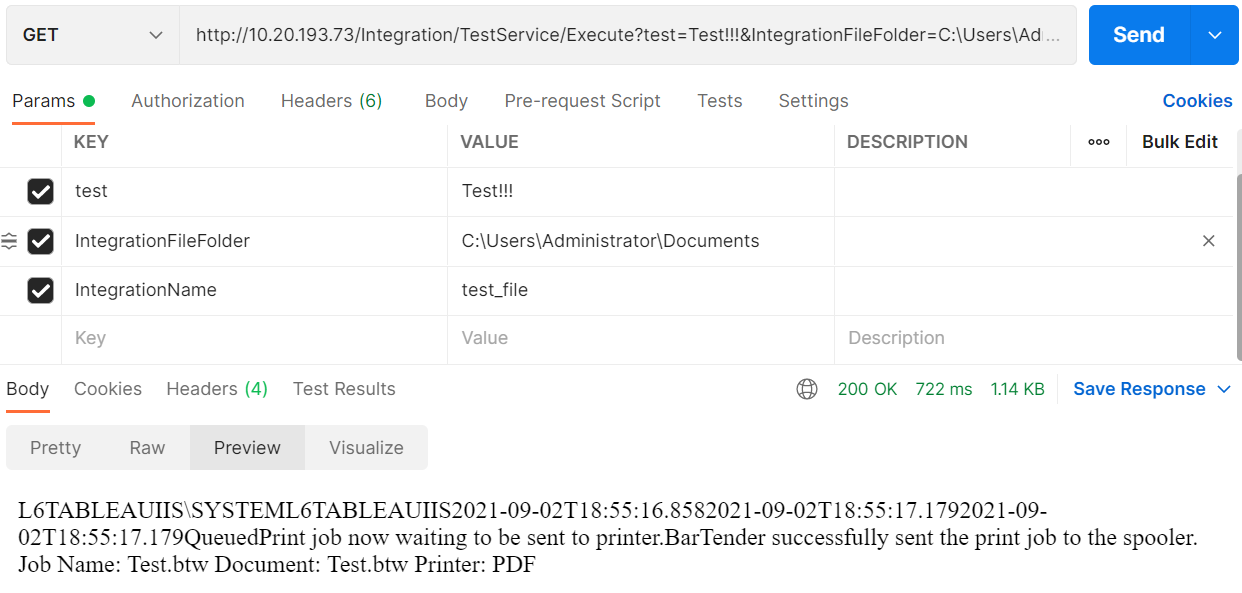 GET http://10.20.193.73/Integration/TestService/Execute?test=Test!!!&IntegrationFileFolder=C:\Users\Ad... Send
Params Authorization Headers (6) Body Pre-request Script Tests Settings Cookies
KEY VALUE DESCRIPTION ooo Bulk Edit
test Test!!!
IntegrationFileFolder C:\Users\Administrator\Documents
IntegrationName test_file
Key Value Description
Body Cookies Headers (4) Test Results 200 OK 722 ms 1.14 KB Save Response
Pretty Raw Preview Visualize
L6TABLEAUIIS\SYSTEML6TABLEAUIIS2021-09-02T18:55:16.8582021-09-02T18:55:17.1792021-09-
02T18:55:17.179QueuedPrint job now waiting to be sent to printer.BarTender successfully sent the print job to the spooler.
Job Name: Test.btw Document: Test.btw Printer: PDF